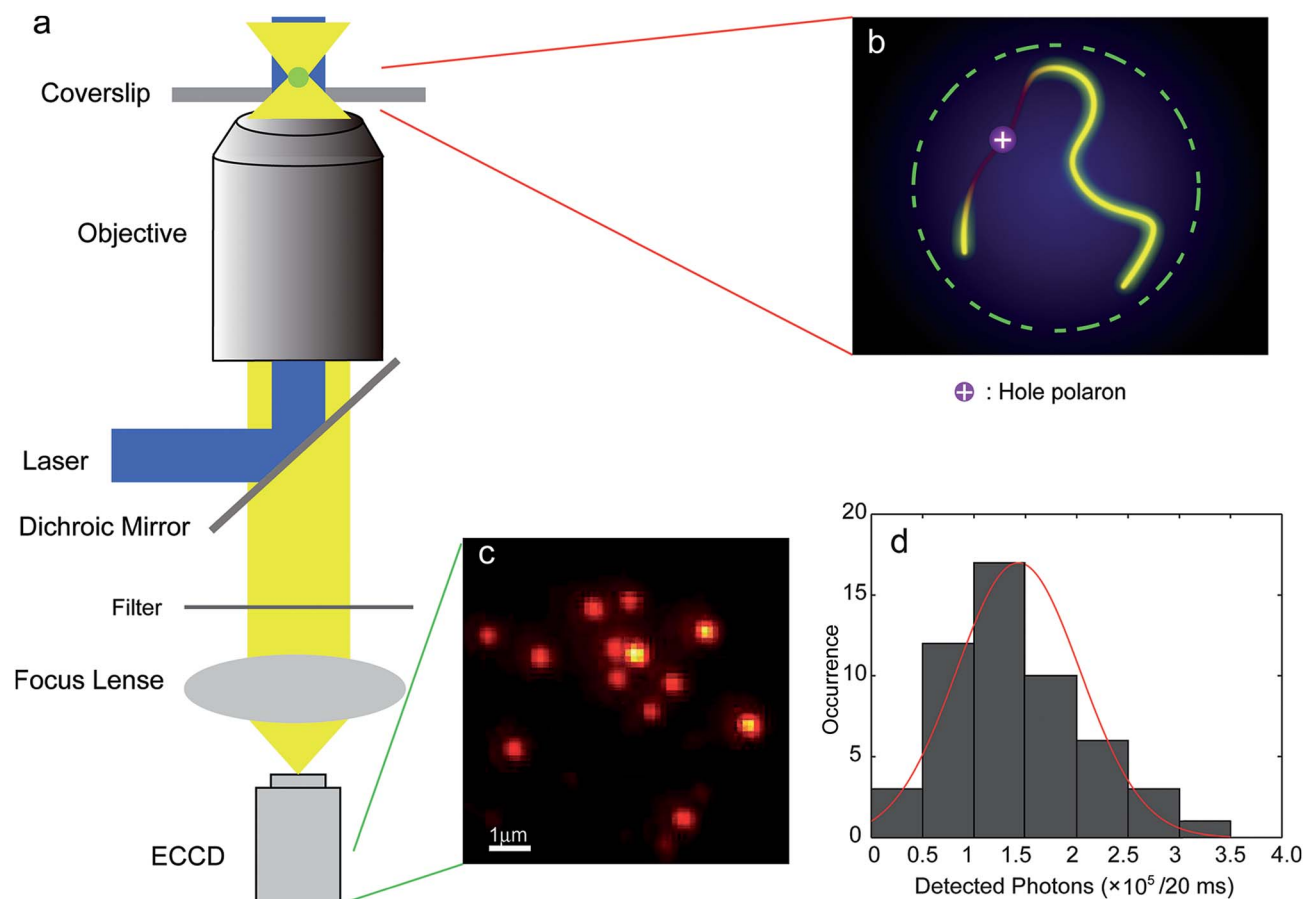 a
Coverslip
Objective
Laser
Dichroic Mirror
Filter
Focus Lense
ECCD
b
+
+ : Hole polaron
c
1μm
d
20
15
10
5
0
Occurrence
0 0.5 1 1.5 2 2.5 3 3.5 4.0
Detected Photons (×10⁵/20 ms)